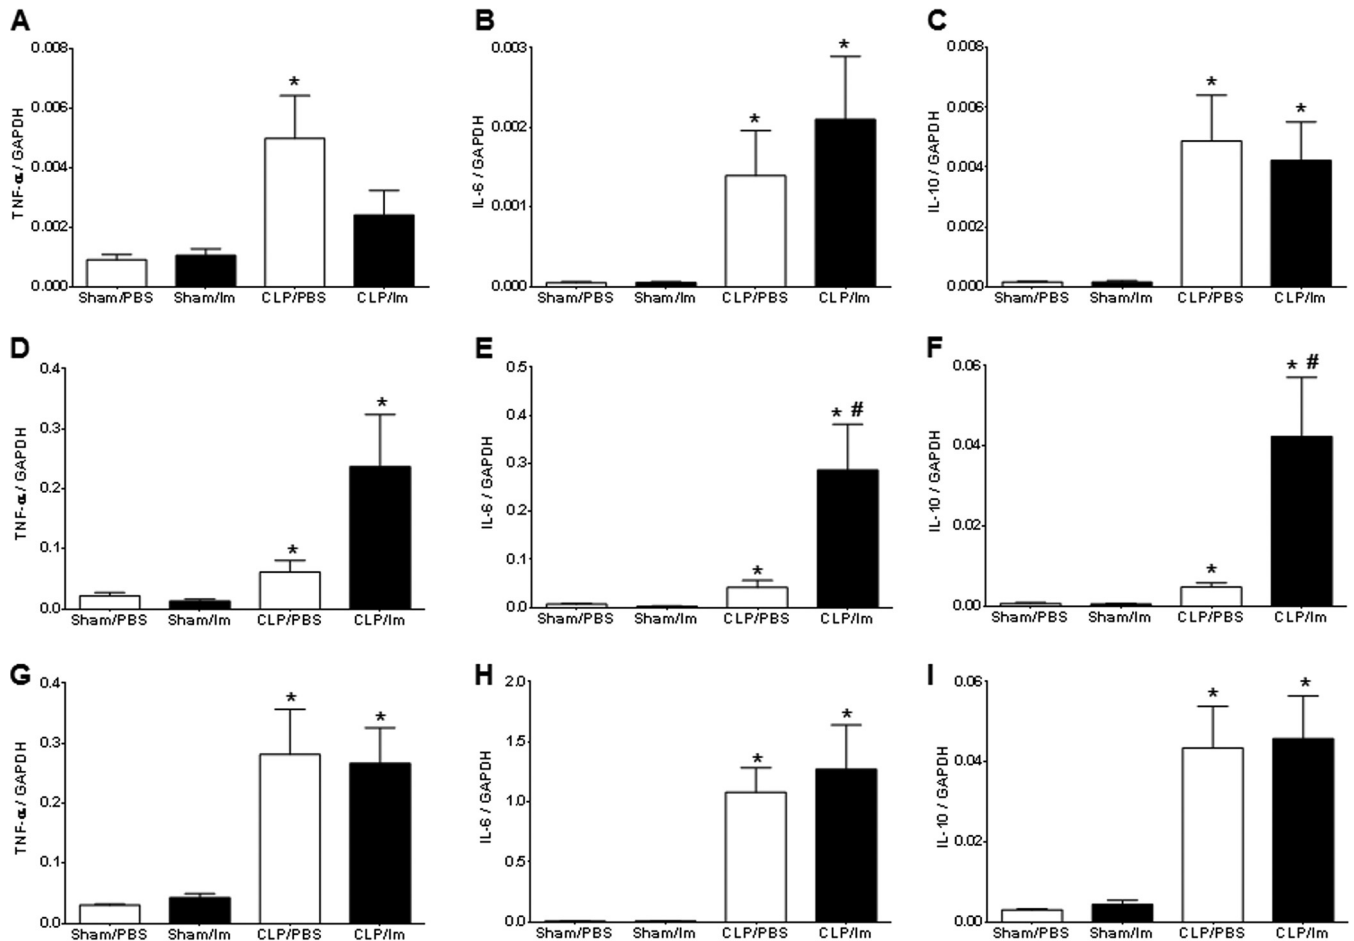 A
TNF-α / GAPDH
0.008
0.006
0.004
0.002
0.000
*
Sham/PBS Sham/Im CLP/PBS CLP/Im
B
IL-6 / GAPDH
0.003
0.002
0.001
0.000
*
*
Sham/PBS Sham/Im CLP/PBS CLP/Im
C
IL-10 / GAPDH
0.008
0.006
0.004
0.002
0.000
*
*
Sham/PBS Sham/Im CLP/PBS CLP/Im
D
TNF-α / GAPDH
0.4
0.3
0.2
0.1
0.0
*
*
Sham/PBS Sham/Im CLP/PBS CLP/Im
E
IL-6 / GAPDH
0.5
0.4
0.3
0.2
0.1
0.0
*
* #
Sham/PBS Sham/Im CLP/PBS CLP/Im
F
IL-10 / GAPDH
0.06
0.04
0.02
0.00
*
* #
Sham/PBS Sham/Im CLP/PBS CLP/Im
G
TNF-α / GAPDH
0.4
0.3
0.2
0.1
0.0
*
*
Sham/PBS Sham/Im CLP/PBS CLP/Im
H
IL-6 / GAPDH
2.0
1.5
1.0
0.5
0.0
*
*
Sham/PBS Sham/Im CLP/PBS CLP/Im
I
IL-10 / GAPDH
0.06
0.04
0.02
0.00
*
*
Sham/PBS Sham/Im CLP/PBS CLP/Im